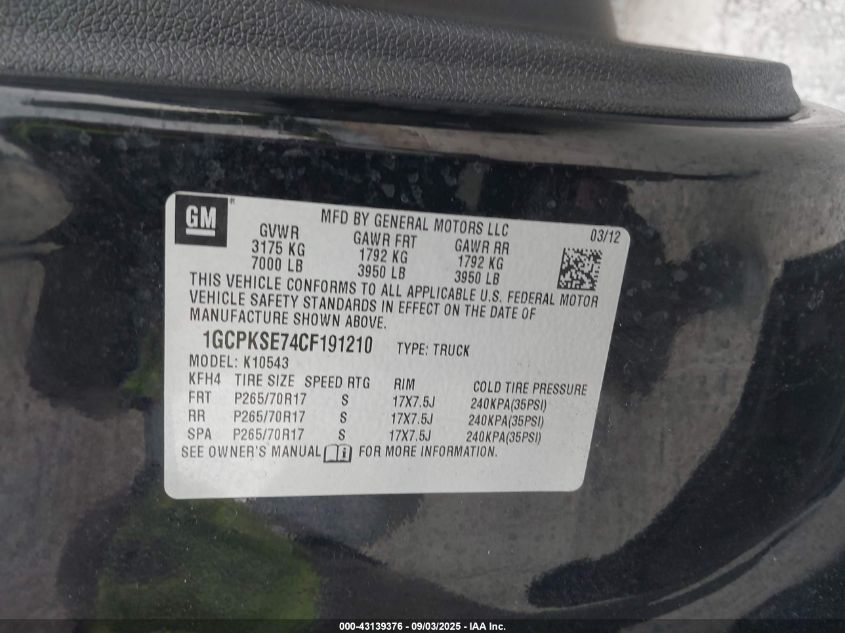 GM ®
MFD BY GENERAL MOTORS LLC
03/12
GVWR GAWR FRT GAWR RR
3175 KG 1792 KG 1792 KG
7000 LB 3950 LB 3950 LB
THIS VEHICLE CONFORMS TO ALL APPLICABLE U.S. FEDERAL MOTOR
VEHICLE SAFETY STANDARDS IN EFFECT ON THE DATE OF
MANUFACTURE SHOWN ABOVE.
1GCPKSE74CF191210 TYPE: TRUCK
MODEL: K10543
KFH4 TIRE SIZE SPEED RTG RIM COLD TIRE PRESSURE
FRT P265/70R17 S 17X7.5J 240KPA(35PSI)
RR P265/70R17 S 17X7.5J 240KPA(35PSI)
SPA P265/70R17 S 17X7.5J 240KPA(35PSI)
SEE OWNER'S MANUAL i FOR MORE INFORMATION.
000-43139376 - 09/03/2025 - IAA Inc.